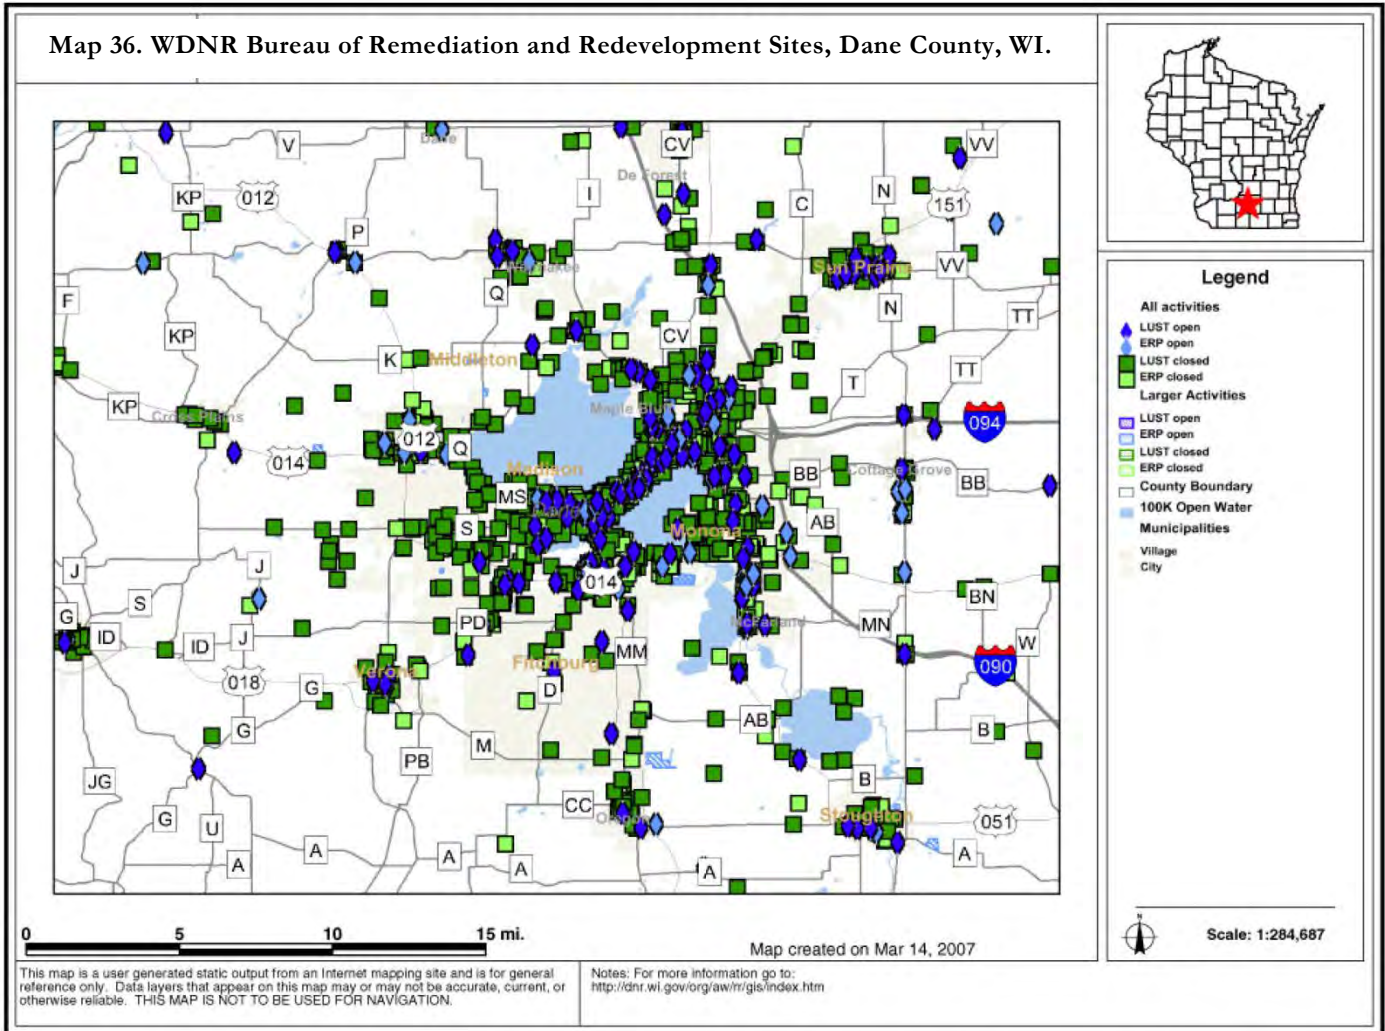 Map 36. WDNR Bureau of Remediation and Redevelopment Sites, Dane County, WI.
V
Dane
CV
VV
De Forest
KP
012
I
C
N
151
P
Waunakee
Sun Prairie
VV
F
Q
N
TT
KP
CV
K
Middleton
TT
T
KP
Cross Plains
Maple Bluff
094
012
014
Q
Madison
BB
Cottage Grove
BB
MS
AB
S
Monona
J
J
014
BN
S
G
ID
ID
J
PD
McFarland
MN
W
MM
Verona
Fitchburg
090
018
G
D
G
AB
B
M
PB
JG
B
CC
Oregon
Stoughton
051
G
U
A
A
A
A
A
A
0 5 10 15 mi.
Map created on Mar 14, 2007
This map is a user generated static output from an Internet mapping site and is for general
reference only. Data layers that appear on this map may or may not be accurate, current, or
otherwise reliable. THIS MAP IS NOT TO BE USED FOR NAVIGATION.
Notes: For more information go to:
http://dnr.wi.gov/org/aw/rr/gis/index.htm
Legend
All activities
LUST open
ERP open
LUST closed
ERP closed
Larger Activities
LUST open
ERP open
LUST closed
ERP closed
County Boundary
100K Open Water
Municipalities
Village
City
N
Scale: 1:284,687